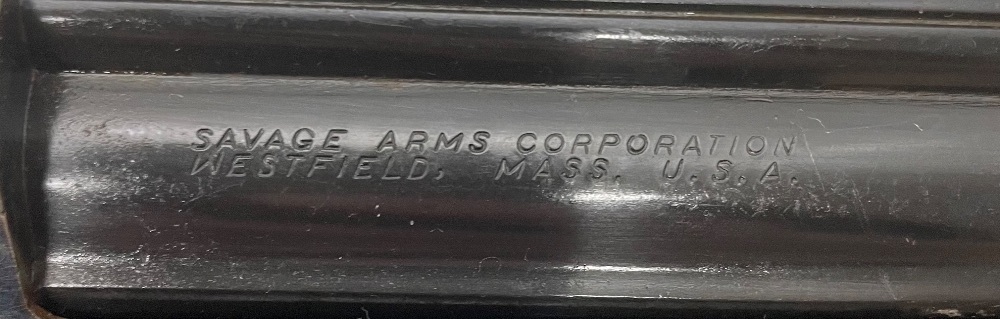 SAVAGE ARMS CORPORATION
WESTFIELD, MASS. U.S.A.